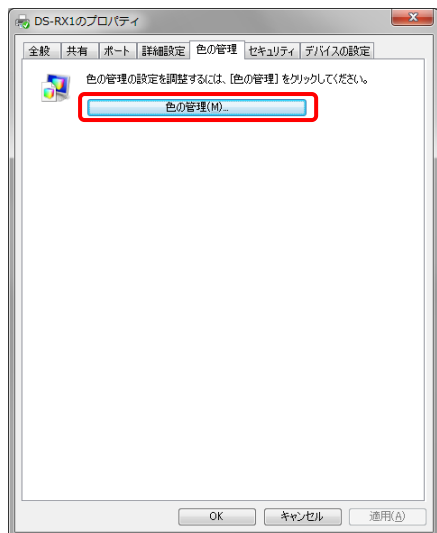 DS-RX1のプロパティ
全般 共有 ポート 詳細設定 色の管理 セキュリティ デバイスの設定
色の管理の設定を調整するには、[色の管理] をクリックしてください。
色の管理(M)...
OK キャンセル 適用(A)